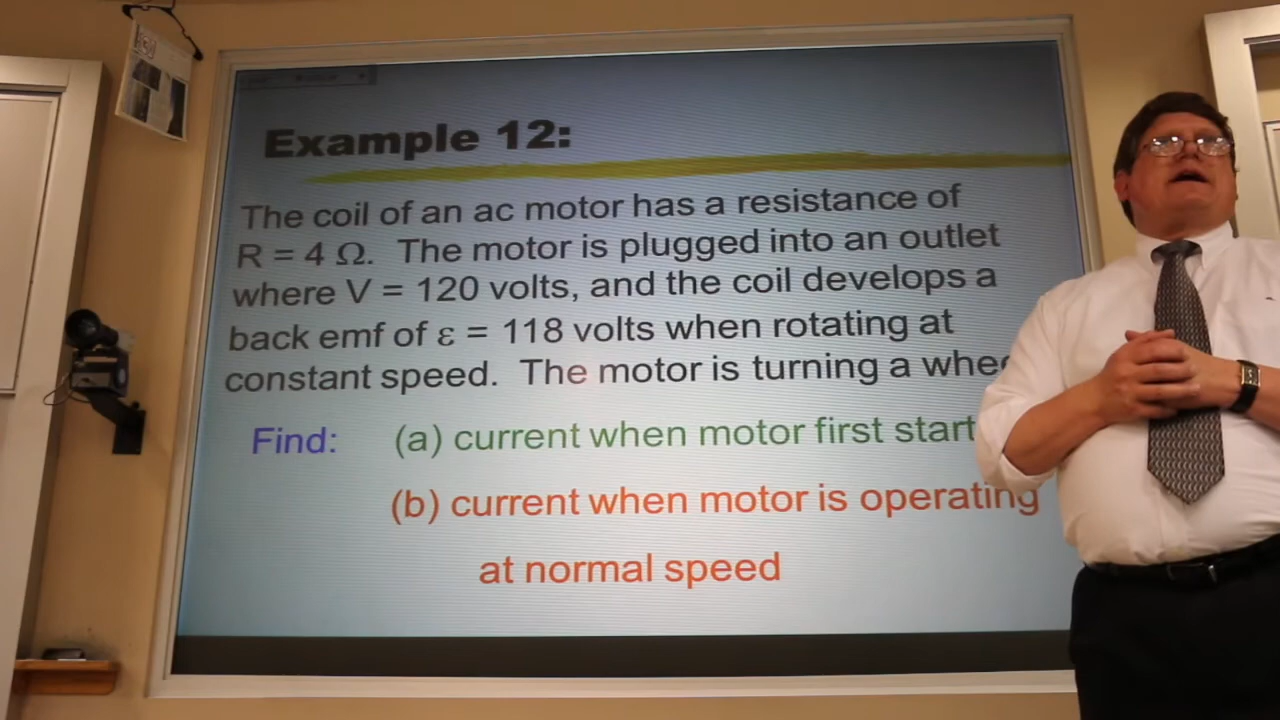 Example 12:
The coil of an ac motor has a resistance of
R = 4 Ω. The motor is plugged into an outlet
where V = 120 volts, and the coil develops a
back emf of ε = 118 volts when rotating at
constant speed. The motor is turning a
Find: (a) current when motor first
(b) current when motor is operating
at normal speed